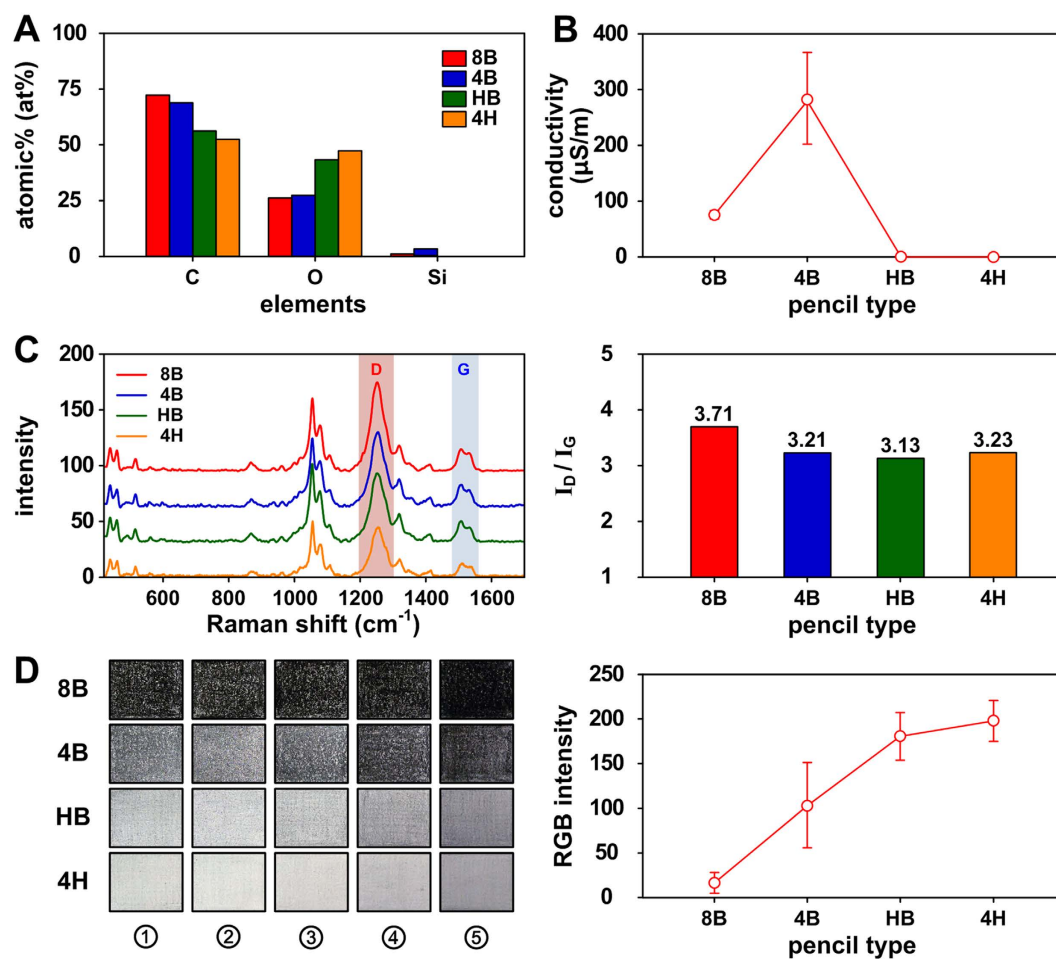 A
100
75
50
25
0
atomic% (at%)
8B
4B
HB
4H
C
O
Si
elements
B
400
300
200
100
0
conductivity
(μS/m)
8B
4B
HB
4H
pencil type
C
200
150
100
50
0
intensity
8B
4B
HB
4H
D
G
600
800
1000
1200
1400
1600
Raman shift (cm⁻¹)
5
4
3
2
1
I_D / I_G
3.71
3.21
3.13
3.23
8B
4B
HB
4H
pencil type
D
8B
4B
HB
4H
① ② ③ ④ ⑤
250
200
150
100
50
0
RGB intensity
8B
4B
HB
4H
pencil type